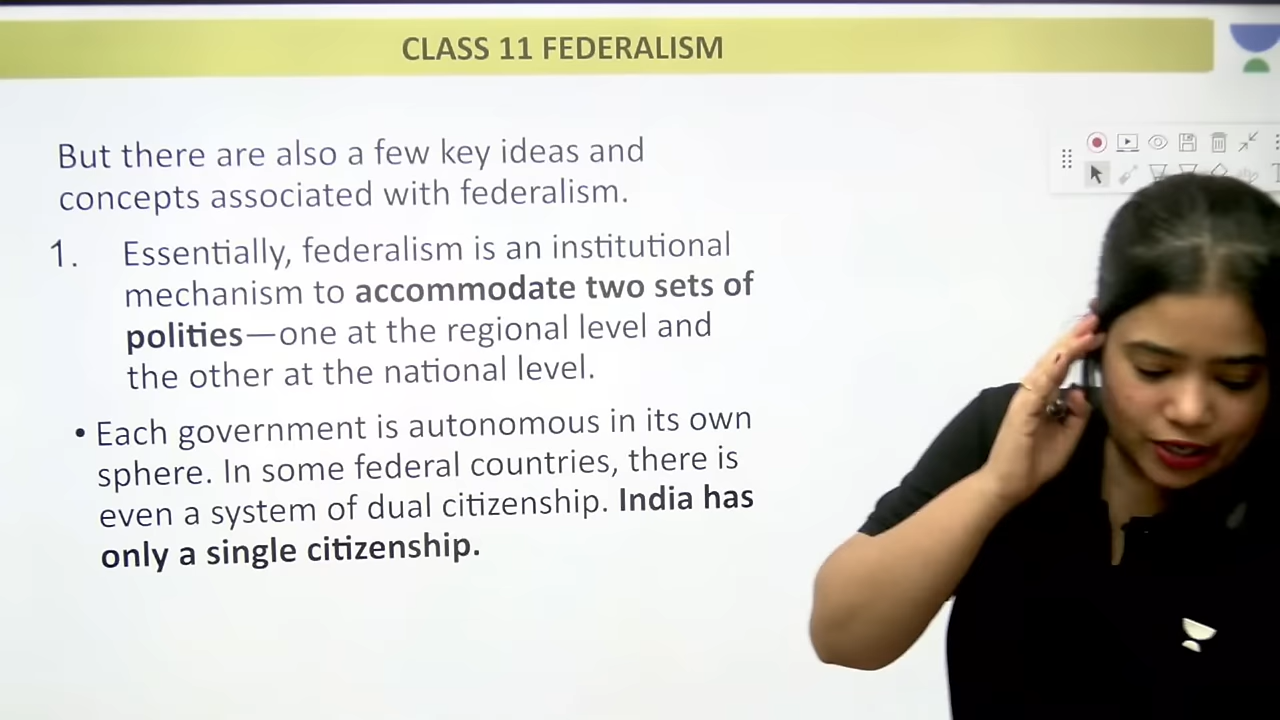 CLASS 11 FEDERALISM
But there are also a few key ideas and
concepts associated with federalism.
1. Essentially, federalism is an institutional
mechanism to accommodate two sets of
polities—one at the regional level and
the other at the national level.
• Each government is autonomous in its own
sphere. In some federal countries, there is
even a system of dual citizenship. India has
only a single citizenship.